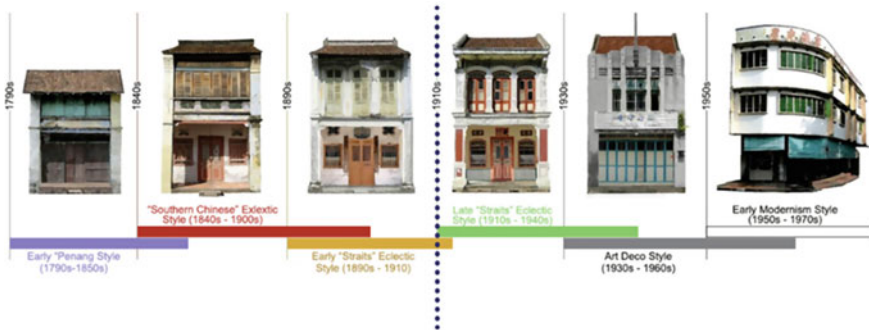 1790s
1840s
1890s
1910s
1930s
1950s
"Southern Chinese" Exlextic
Style (1840s - 1900s)
Late "Straits" Eclectic
Style (1910s - 1940s)
Early Modernism Style
(1950s - 1970s)
Early "Penang Style
(1790s-1850s)
Early "Straits" Eclectic
Style (1890s - 1910)
Art Deco Style
(1930s - 1960s)